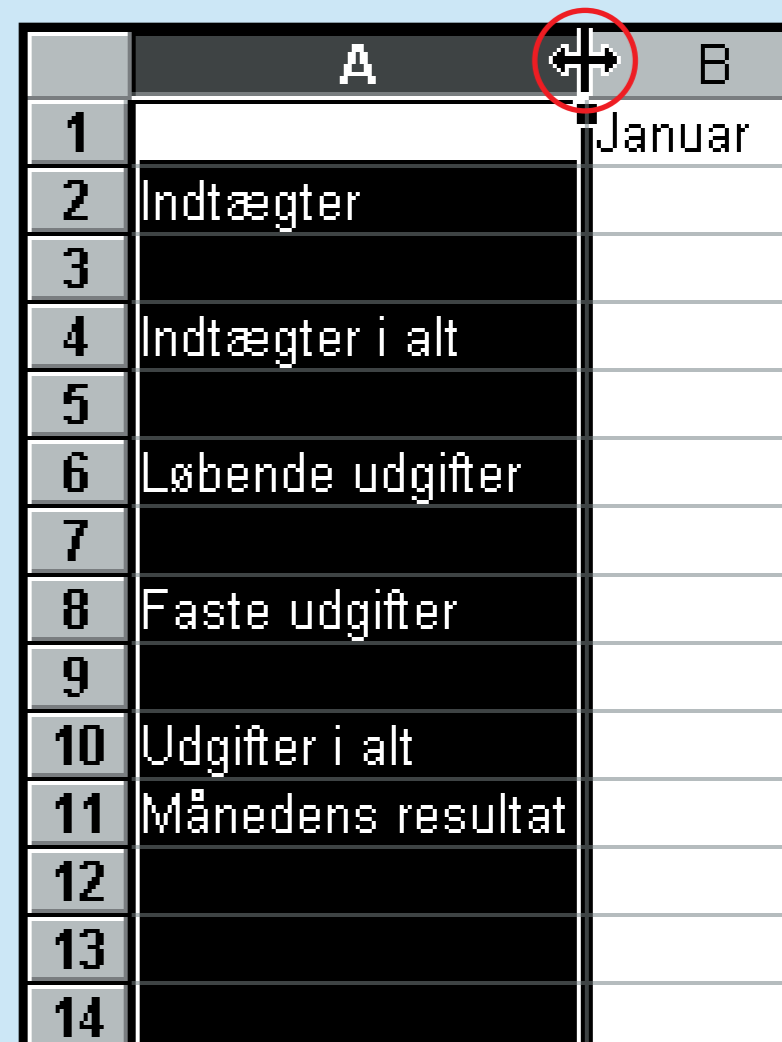 A B
1 Januar
2 Indtægter
3
4 Indtægter i alt
5
6 Løbende udgifter
7
8 Faste udgifter
9
10 Udgifter i alt
11 Månedens resultat
12
13
14